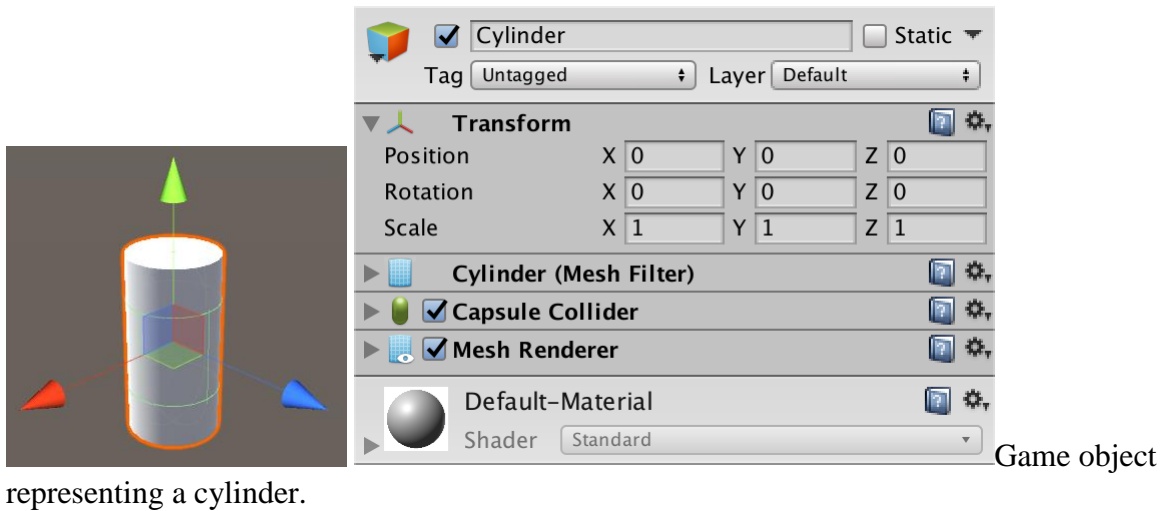 Cylinder Static
Tag Untagged Layer Default
Transform
Position X 0 Y 0 Z 0
Rotation X 0 Y 0 Z 0
Scale X 1 Y 1 Z 1
Cylinder (Mesh Filter)
Capsule Collider
Mesh Renderer
Default-Material
Shader Standard
Game object
representing a cylinder.